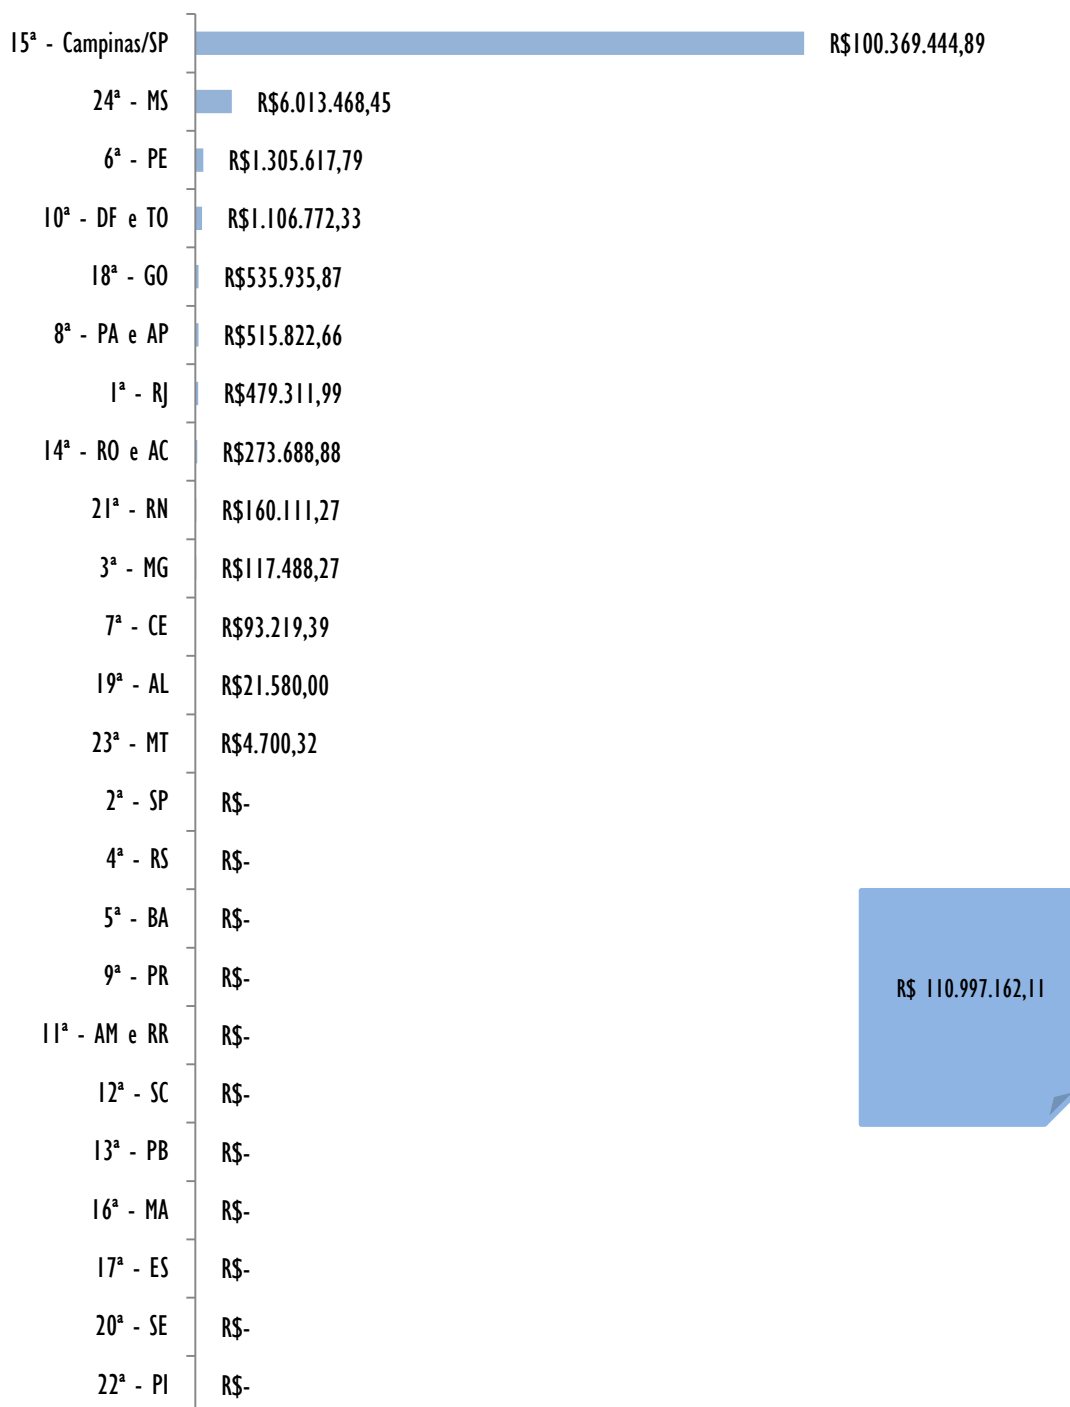 15ª - Campinas/SP R$100.369.444,89
24ª - MS R$6.013.468,45
6ª - PE R$1.305.617,79
10ª - DF e TO R$1.106.772,33
18ª - GO R$535.935,87
8ª - PA e AP R$515.822,66
1ª - RJ R$479.311,99
14ª - RO e AC R$273.688,88
21ª - RN R$160.111,27
3ª - MG R$117.488,27
7ª - CE R$93.219,39
19ª - AL R$21.580,00
23ª - MT R$4.700,32
2ª - SP R$-
4ª - RS R$-
5ª - BA R$-
9ª - PR R$-
R$ 110.997.162,11
11ª - AM e RR R$-
12ª - SC R$-
13ª - PB R$-
16ª - MA R$-
17ª - ES R$-
20ª - SE R$-
22ª - PI R$-